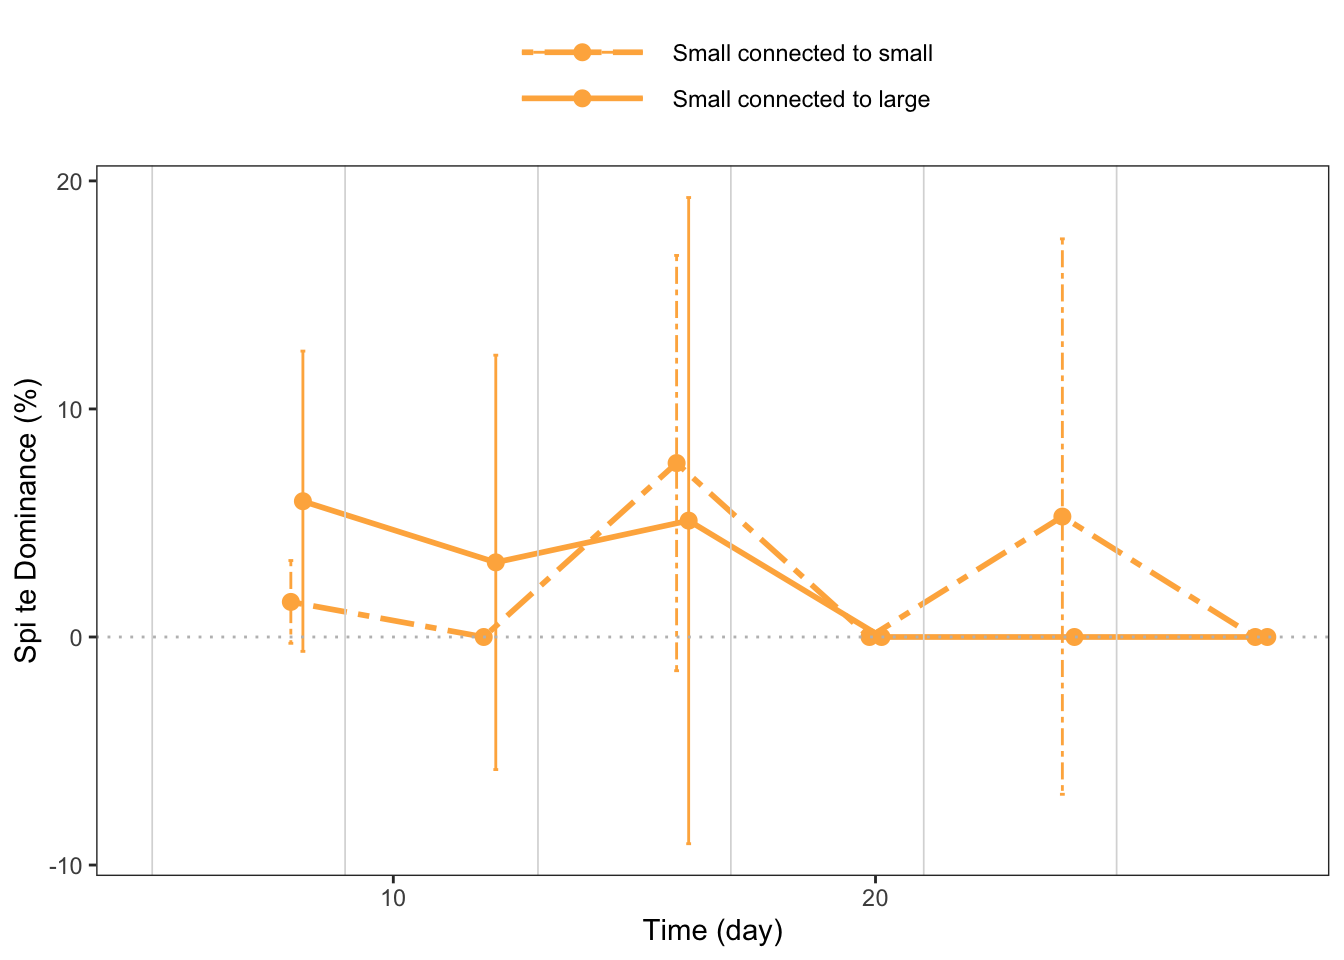 Small connected to small
Small connected to large
20
10
0
-10
Spi te Dominance (%)
10
20
Time (day)